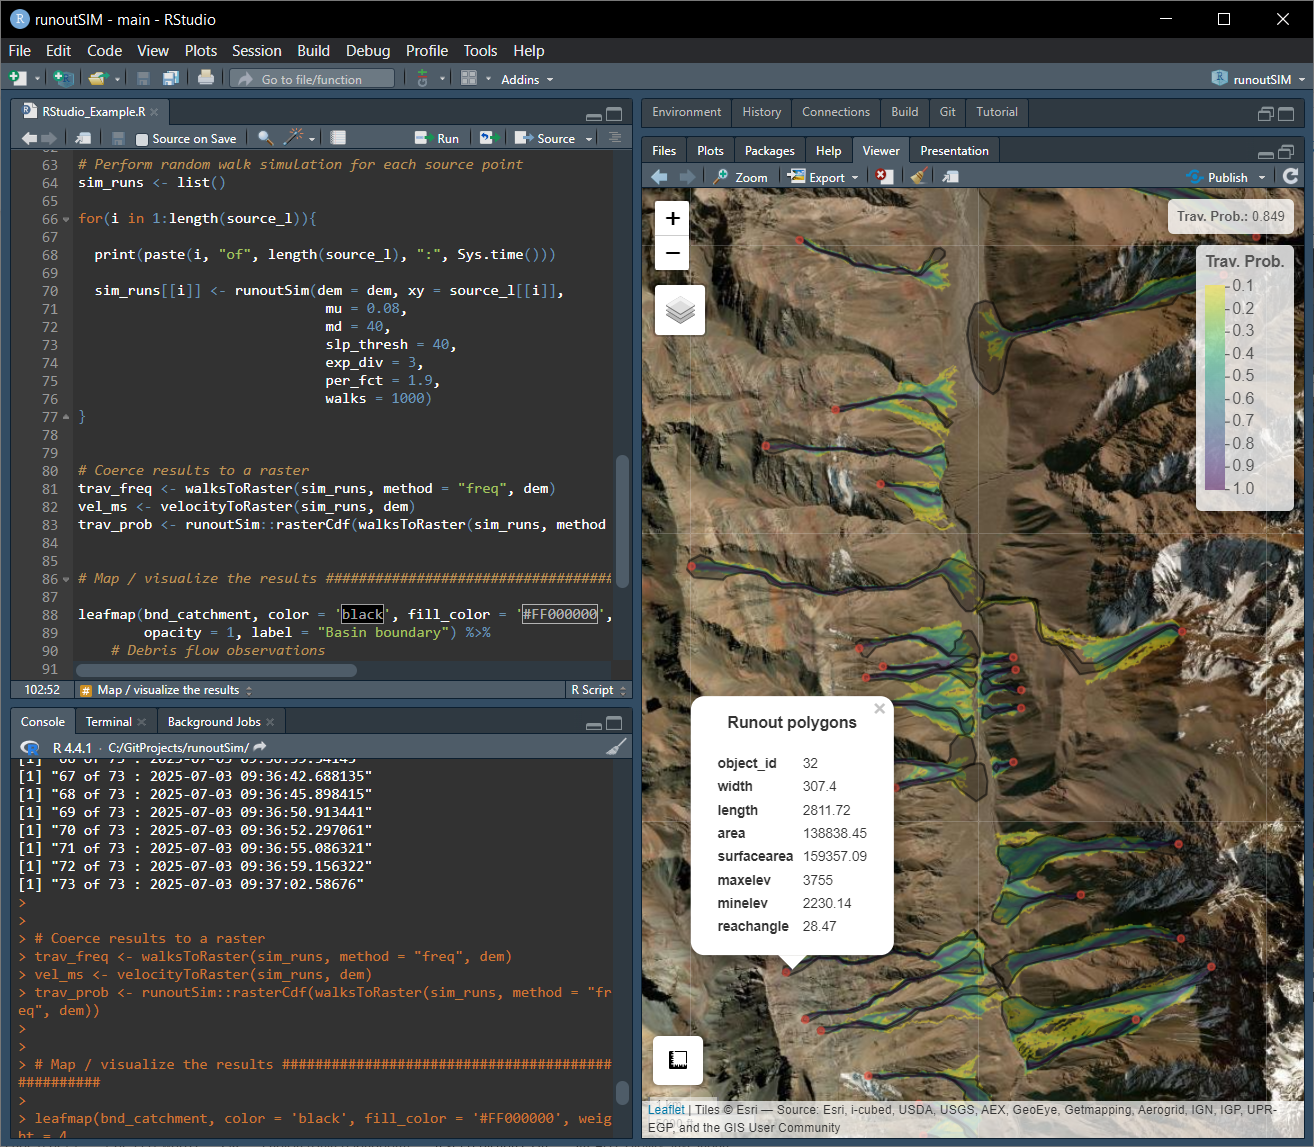 runoutSIM - main - RStudio
File Edit Code View Plots Session Build Debug Profile Tools Help
Go to file/function
Addins
runoutSIM
RStudio_Example.R
Source on Save
Run
Source
63 # Perform random walk simulation for each source point
64 sim_runs <- list()
65
66 for(i in 1:length(source_l)){
67
68 print(paste(i, "of", length(source_l), ":", Sys.time()))
69
70 sim_runs[[i]] <- runoutSim(dem = dem, xy = source_l[[i]],
71 mu = 0.08,
72 md = 40,
73 slp_thresh = 40,
74 exp_div = 3,
75 per_fct = 1.9,
76 walks = 1000)
77 }
78
79
80 # Coerce results to a raster
81 trav_freq <- walksToRaster(sim_runs, method = "freq", dem)
82 vel_ms <- velocityToRaster(sim_runs, dem)
83 trav_prob <- runoutSim::rasterCdf(walksToRaster(sim_runs, method
84
85
86 # Map / visualize the results ###################################
87
88 leafmap(bnd_catchment, color = 'black', fill_color = '#FF000000',
89 opacity = 1, label = "Basin boundary") %>%
90 # Debris flow observations
91
102:52 # Map / visualize the results R Script
Console Terminal Background Jobs
R 4.4.1 · C:/GitProjects/runoutSim/
[1] "67 of 73 : 2025-07-03 09:36:42.688135"
[1] "68 of 73 : 2025-07-03 09:36:45.898415"
[1] "69 of 73 : 2025-07-03 09:36:50.913441"
[1] "70 of 73 : 2025-07-03 09:36:52.297061"
[1] "71 of 73 : 2025-07-03 09:36:55.086321"
[1] "72 of 73 : 2025-07-03 09:36:59.156322"
[1] "73 of 73 : 2025-07-03 09:37:02.58676"
>
>
> # Coerce results to a raster
> trav_freq <- walksToRaster(sim_runs, method = "freq", dem)
> vel_ms <- velocityToRaster(sim_runs, dem)
> trav_prob <- runoutSim::rasterCdf(walksToRaster(sim_runs, method = "fr
eq", dem))
>
>
> # Map / visualize the results ########################################
##########
>
> leafmap(bnd_catchment, color = 'black', fill_color = '#FF000000', weig
ht = 4
Environment History Connections Build Git Tutorial
Files Plots Packages Help Viewer Presentation
Zoom Export Publish
+
−
Trav. Prob.: 0.849
Trav. Prob.
0.1
0.2
0.3
0.4
0.5
0.6
0.7
0.8
0.9
1.0
×
Runout polygons
object_id 32
width 307.4
length 2811.72
area 138838.45
surfacearea 159357.09
maxelev 3755
minelev 2230.14
reachangle 28.47
Leaflet | Tiles © Esri — Source: Esri, i-cubed, USDA, USGS, AEX, GeoEye, Getmapping, Aerogrid, IGN, IGP, UPR-
EGP, and the GIS User Community